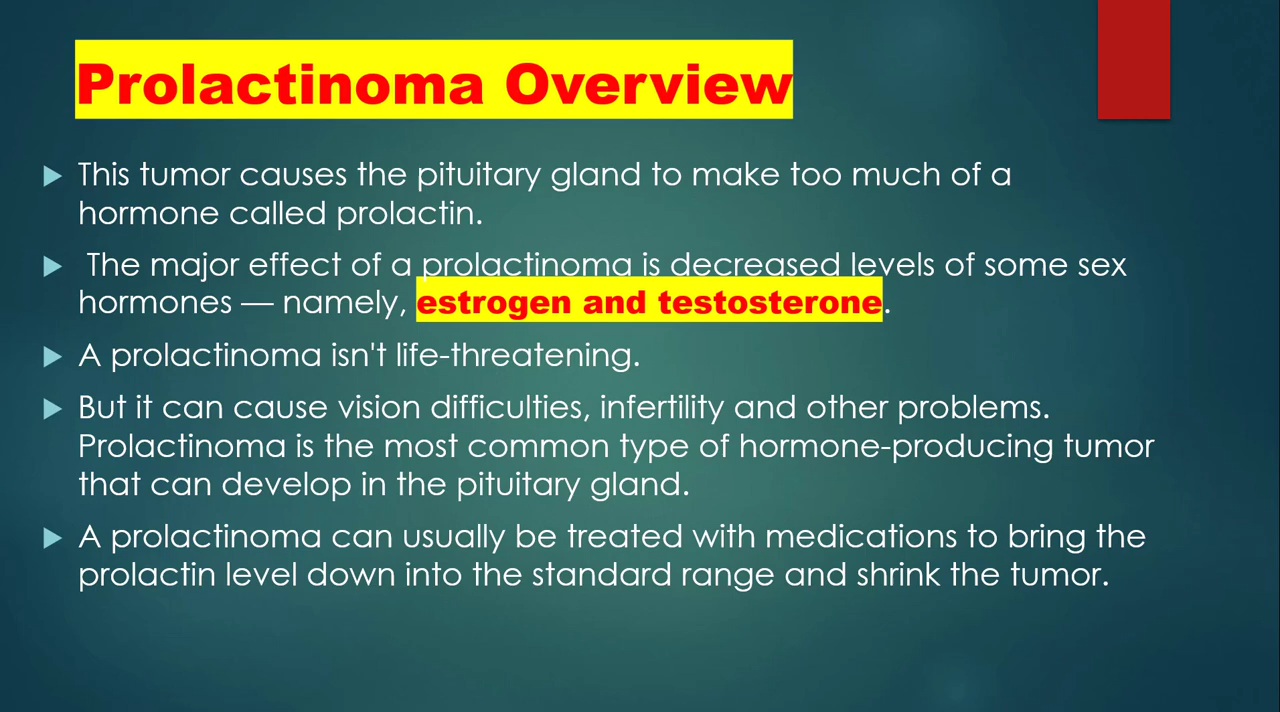 Prolactinoma Overview
This tumor causes the pituitary gland to make too much of a
hormone called prolactin.
The major effect of a prolactinoma is decreased levels of some sex
hormones — namely, estrogen and testosterone.
A prolactinoma isn't life-threatening.
But it can cause vision difficulties, infertility and other problems.
Prolactinoma is the most common type of hormone-producing tumor
that can develop in the pituitary gland.
A prolactinoma can usually be treated with medications to bring the
prolactin level down into the standard range and shrink the tumor.